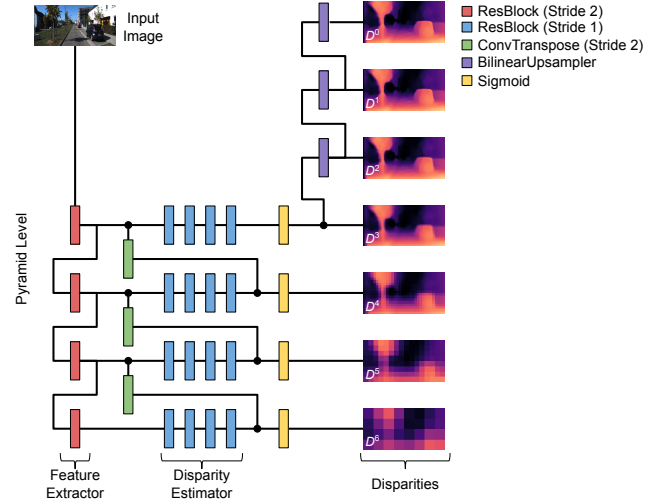 Input
Image
ResBlock (Stride 2)
ResBlock (Stride 1)
ConvTranspose (Stride 2)
BilinearUpsampler
Sigmoid
D⁰
D¹
D²
D³
D⁴
D⁵
D⁶
Pyramid Level
Feature
Extractor
Disparity
Estimator
Disparities